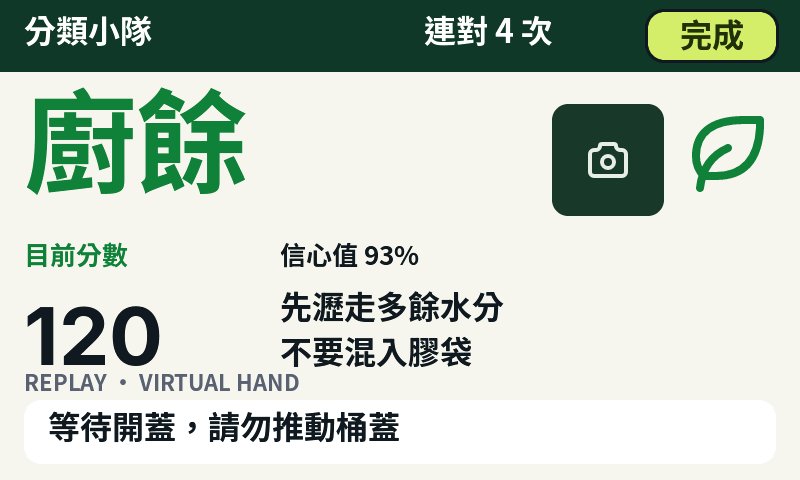 分類小隊
連對 4 次
完成
廚餘
目前分數
信心值 93%
120
先瀝走多餘水分
不要混入膠袋
REPLAY • VIRTUAL HAND
等待開蓋，請勿推動桶蓋